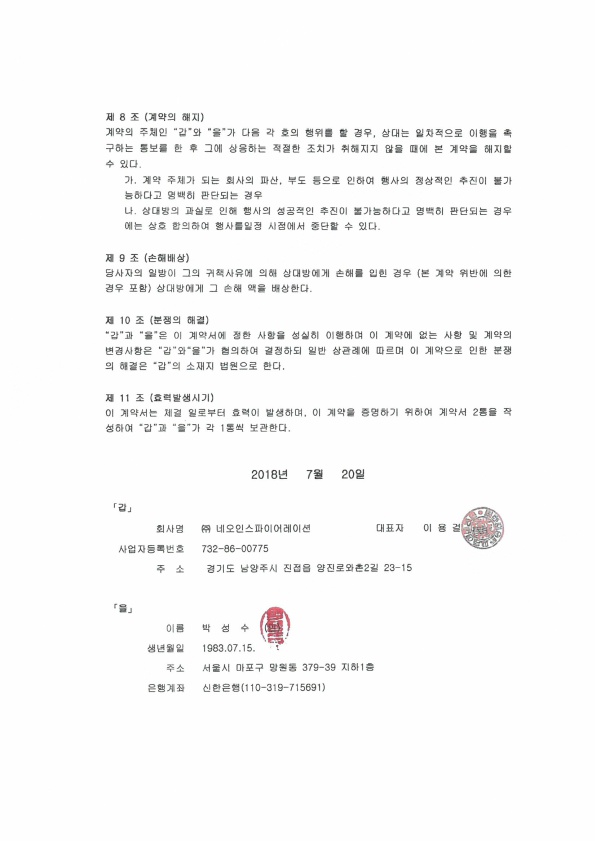 제 8 조 (계약의 해지)
계약의 주체인 “갑”와 “을”가 다음 각 호의 행위를 할 경우, 상대는 일차적으로 이행을 촉
구하는 통보를 한 후 그에 상응하는 적절한 조치가 취해지지 않을 때에 본 계약을 해지할
수 있다.
가. 계약 주체가 되는 회사의 파산, 부도 등으로 인하여 행사의 정상적인 추진이 불가
능하다고 명백히 판단되는 경우
나. 상대방의 과실로 인해 행사의 성공적인 추진이 불가능하다고 명백히 판단되는 경우
에는 상호 합의하여 행사를일정 시점에서 중단할 수 있다.
제 9 조 (손해배상)
당사자의 일방이 그의 귀책사유에 의해 상대방에게 손해를 입힌 경우 (본 계약 위반에 의한
경우 포함) 상대방에게 그 손해 액을 배상한다.
제 10 조 (분쟁의 해결)
“갑”과 “을”은 이 계약서에 정한 사항을 성실히 이행하며 이 계약에 없는 사항 및 계약의
변경사항은 “갑”와“을”가 협의하여 결정하되 일반 상관례에 따르며 이 계약으로 인한 분쟁
의 해결은 “갑”의 소재지 법원으로 한다.
제 11 조 (효력발생시기)
이 계약서는 체결 일로부터 효력이 발생하며, 이 계약을 증명하기 위하여 계약서 2통을 작
성하여 “갑”과 “을”가 각 1통씩 보관한다.
2018년 7월 20일
「갑」
회사명 ㈜ 네오인스파이어레이션 대표자 이 용 걸
사업자등록번호 732-86-00775
주 소 경기도 남양주시 진접읍 양진로와촌2길 23-15
「을」
이름 박 성 수
생년월일 1983.07.15.
주소 서울시 마포구 망원동 379-39 지하1층
은행계좌 신한은행(110-319-715691)